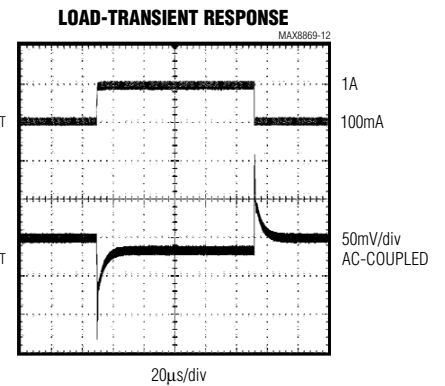 LOAD-TRANSIENT RESPONSE
MAX8869-12
1A
T
100mA
50mV/div
T
AC-COUPLED
20µs/div